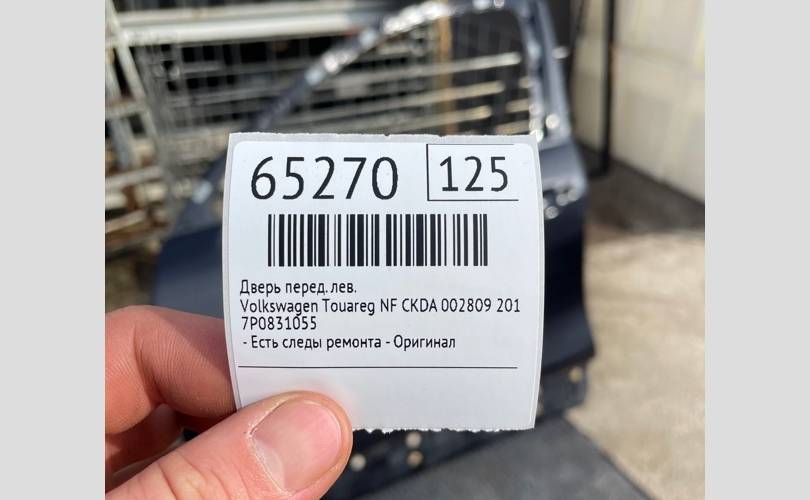 65270 125
Дверь перед. лев.
Volkswagen Touareg NF CKDA 002809 201
7P0831055
- Есть следы ремонта - Оригинал